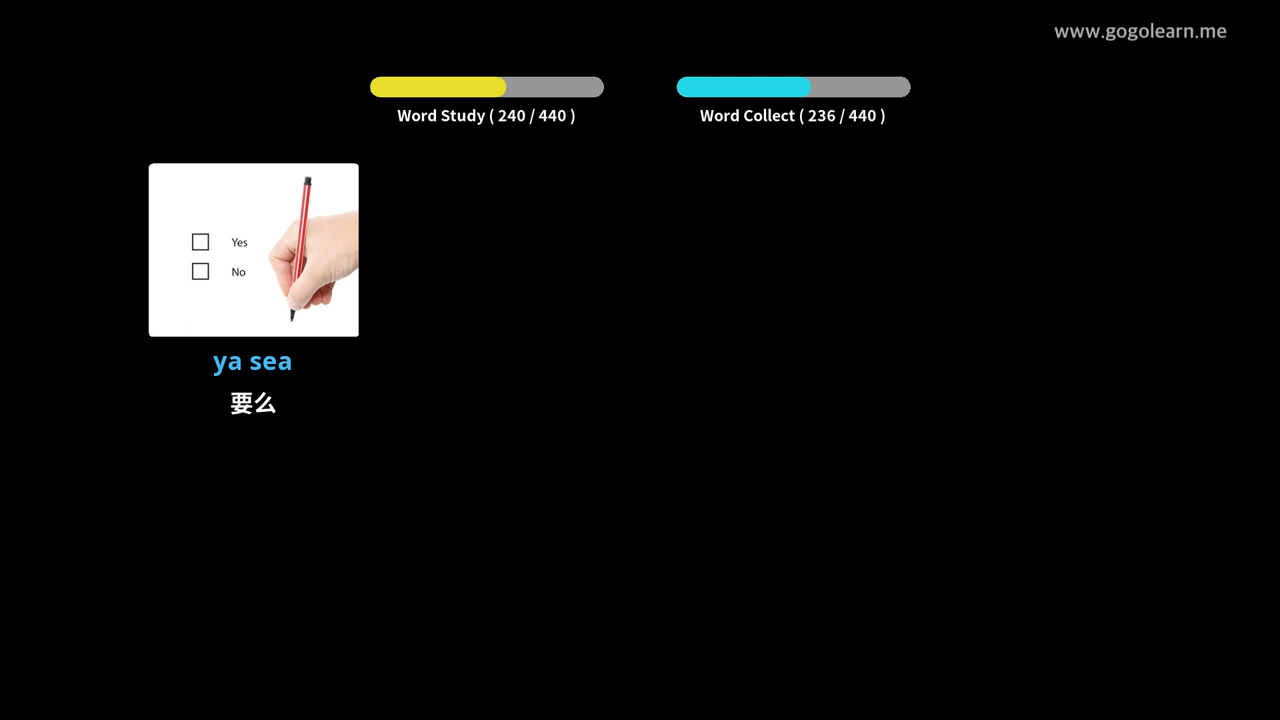 www.gogolearn.me
Word Study ( 240 / 440 )
Word Collect ( 236 / 440 )
Yes
No
ya sea
要么